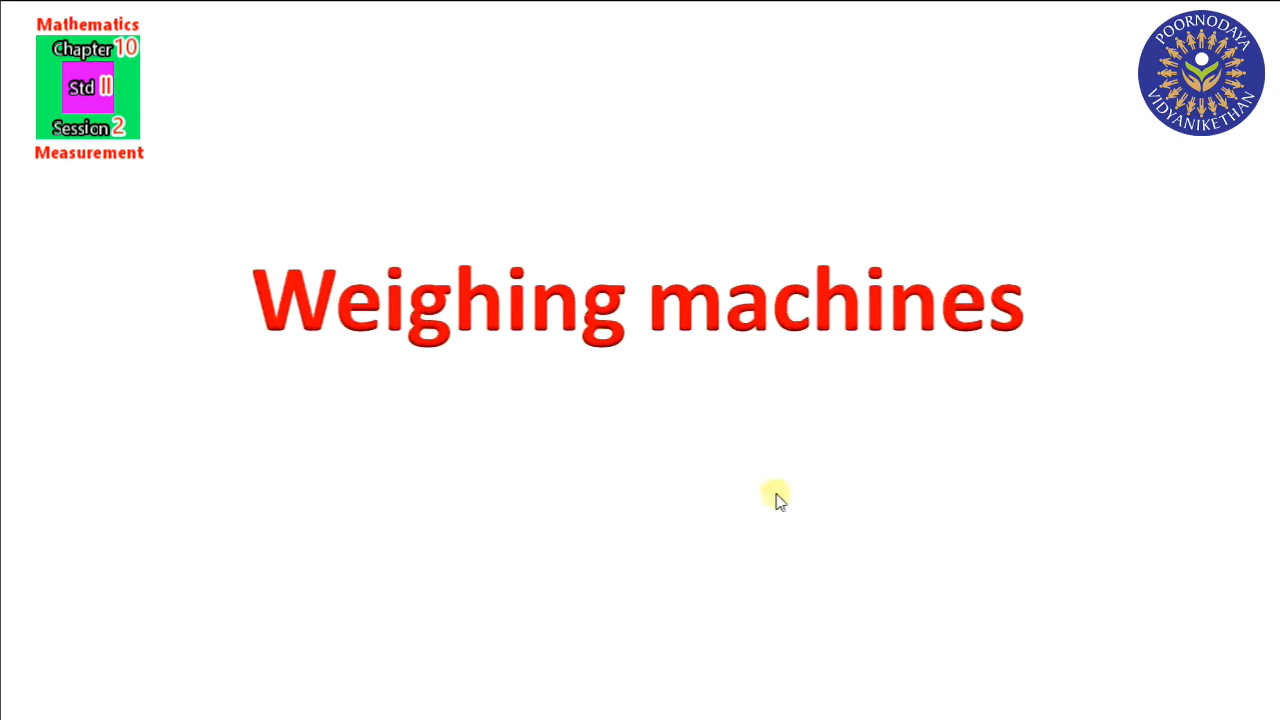 Mathematics
Chapter 10
Std II
Session 2
Measurement
POORNODAYA
VIDYANIKETHAN
Weighing machines